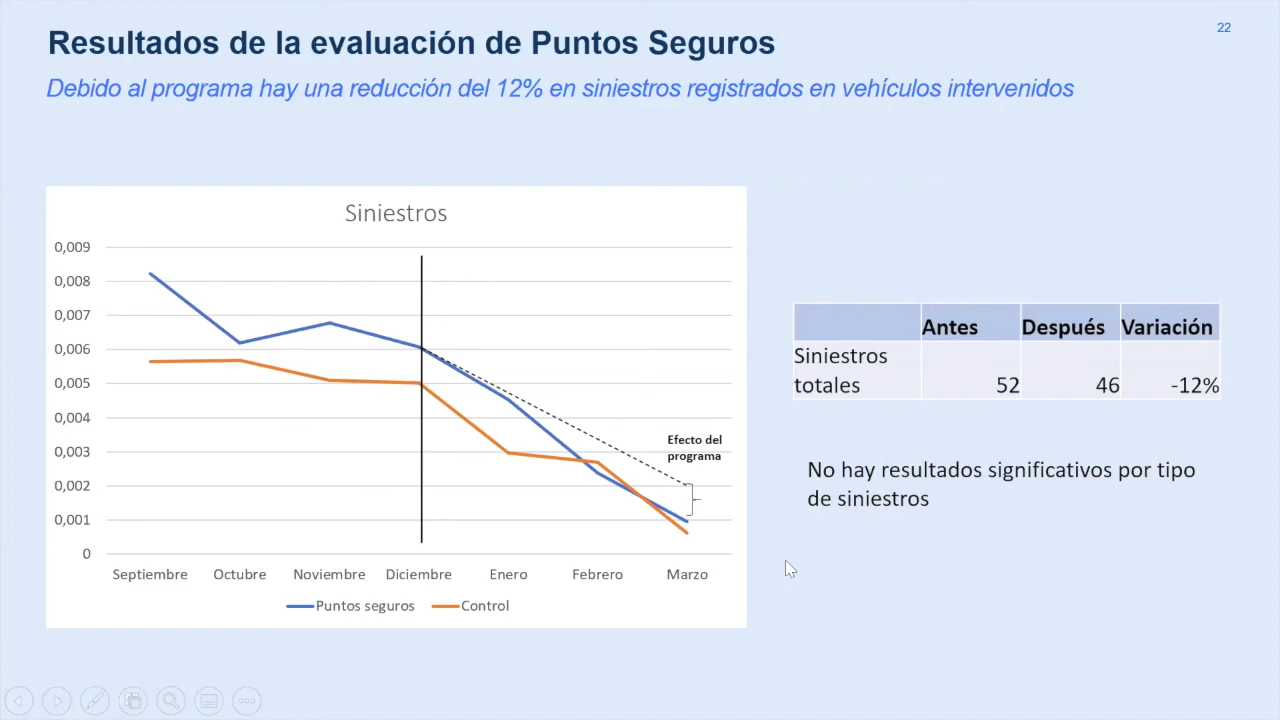 22
Resultados de la evaluación de Puntos Seguros
Debido al programa hay una reducción del 12% en siniestros registrados en vehículos intervenidos
Siniestros
0,009
0,008
0,007
0,006
0,005
0,004
0,003
0,002
0,001
0
Efecto del
programa
Septiembre Octubre Noviembre Diciembre Enero Febrero Marzo
Puntos seguros Control
Antes Después Variación
Siniestros
totales 52 46 -12%
No hay resultados significativos por tipo
de siniestros